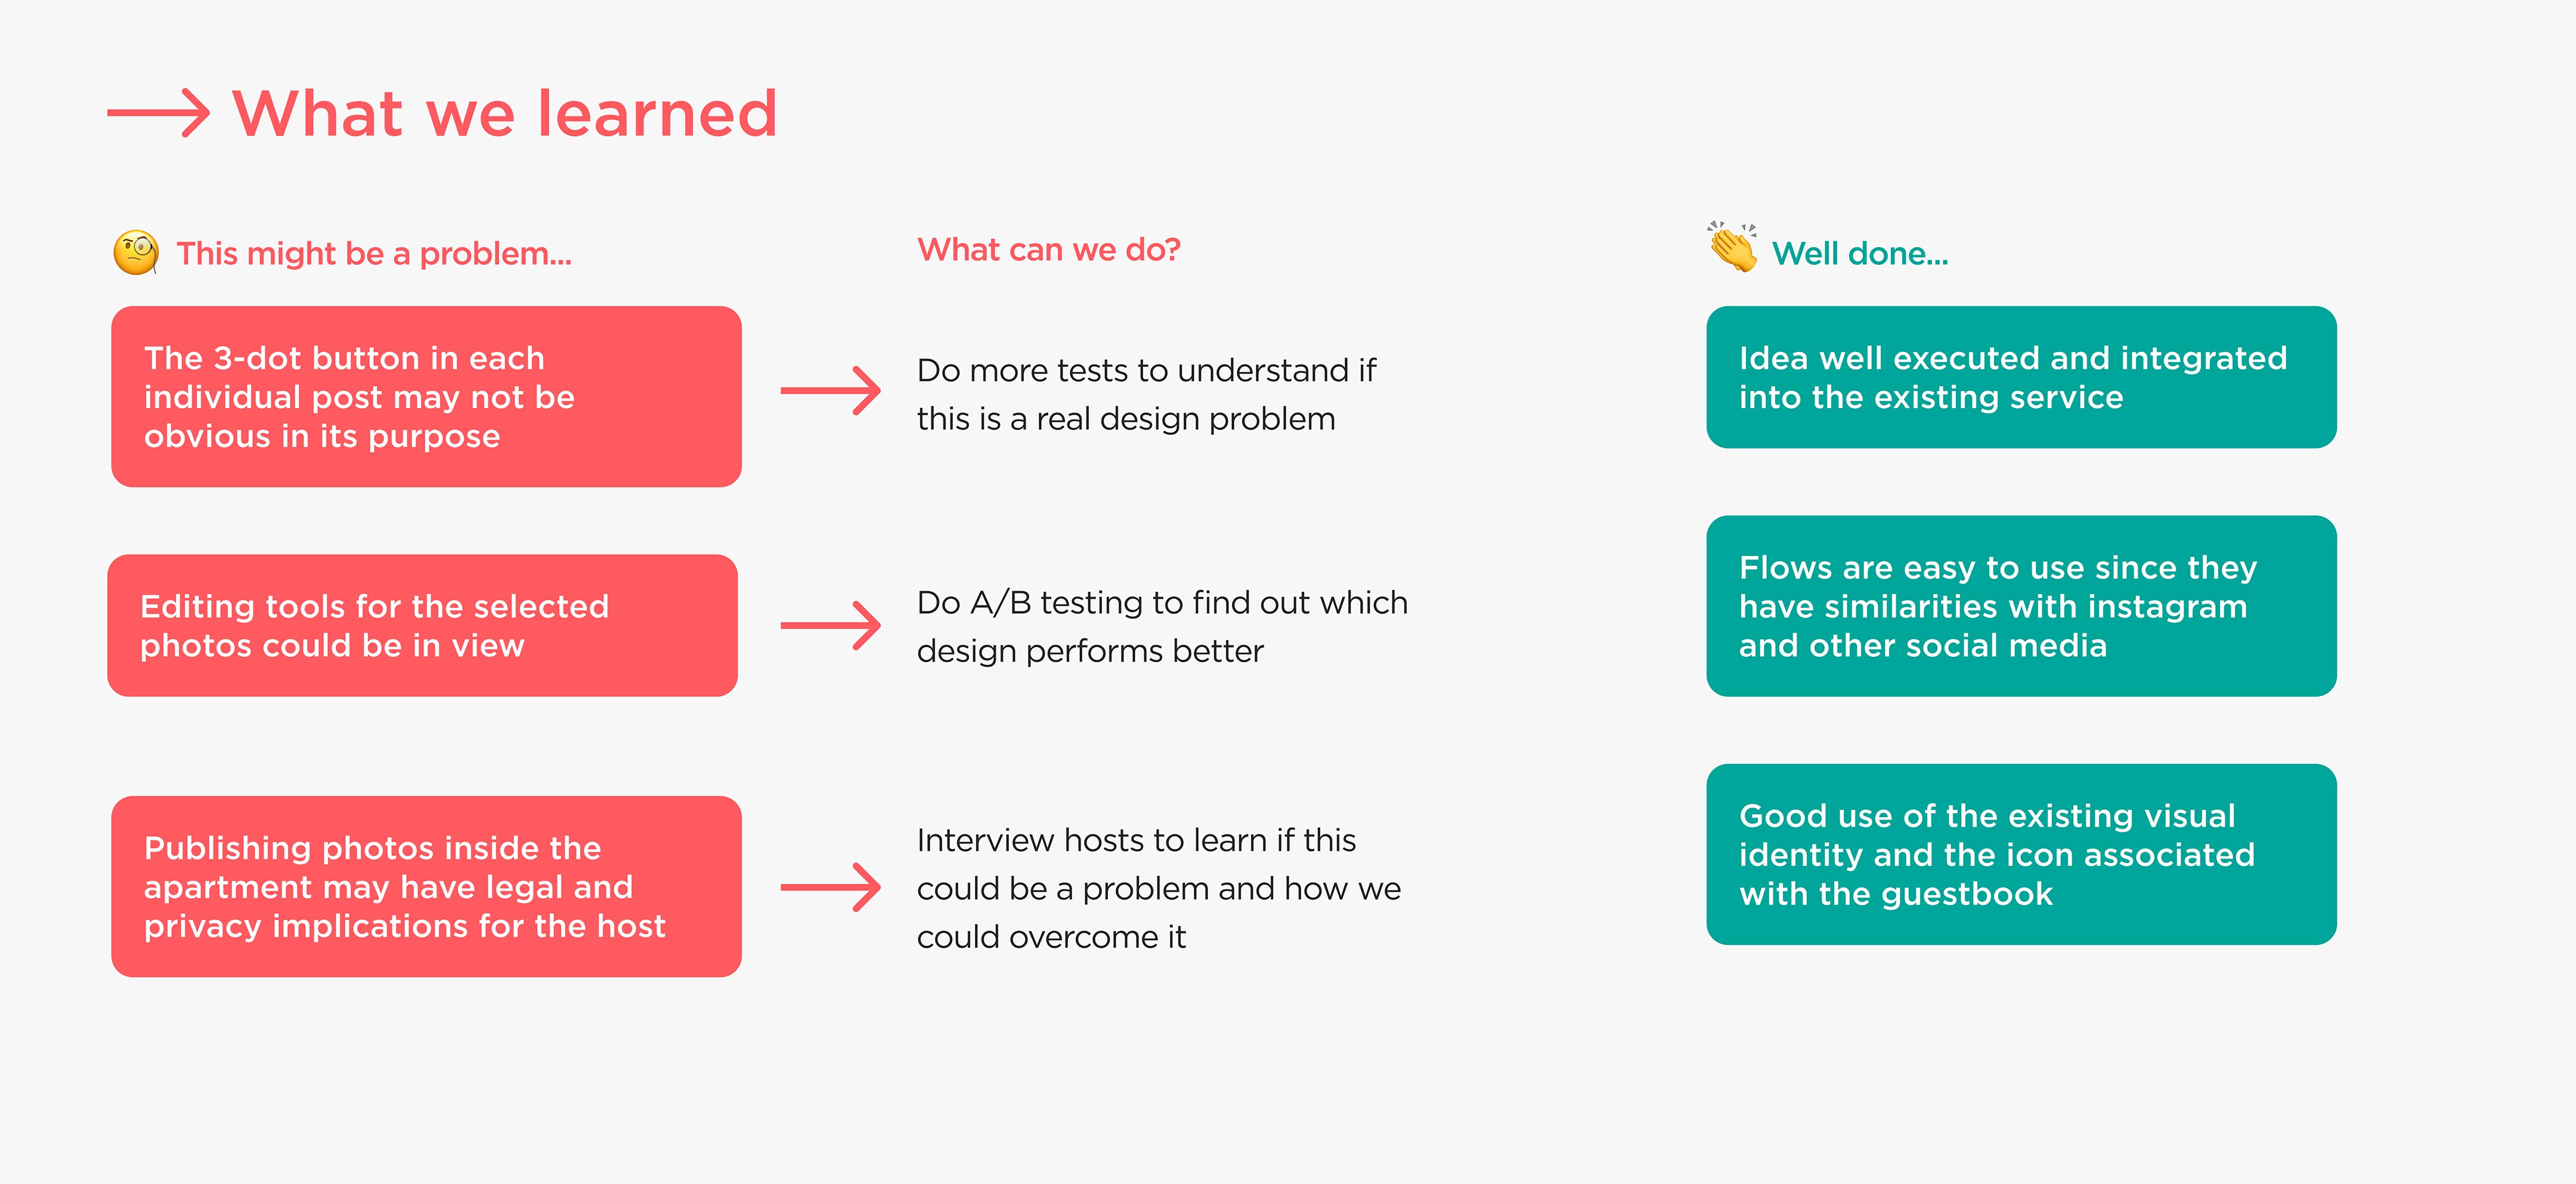 What we learned
This might be a problem...
The 3-dot button in each
individual post may not be
obvious in its purpose
Editing tools for the selected
photos could be in view
Publishing photos inside the
apartment may have legal and
privacy implications for the host
What can we do?
Do more tests to understand if
this is a real design problem
Do A/B testing to find out which
design performs better
Interview hosts to learn if this
could be a problem and how we
could overcome it
Well done...
Idea well executed and integrated
into the existing service
Flows are easy to use since they
have similarities with instagram
and other social media
Good use of the existing visual
identity and the icon associated
with the guestbook